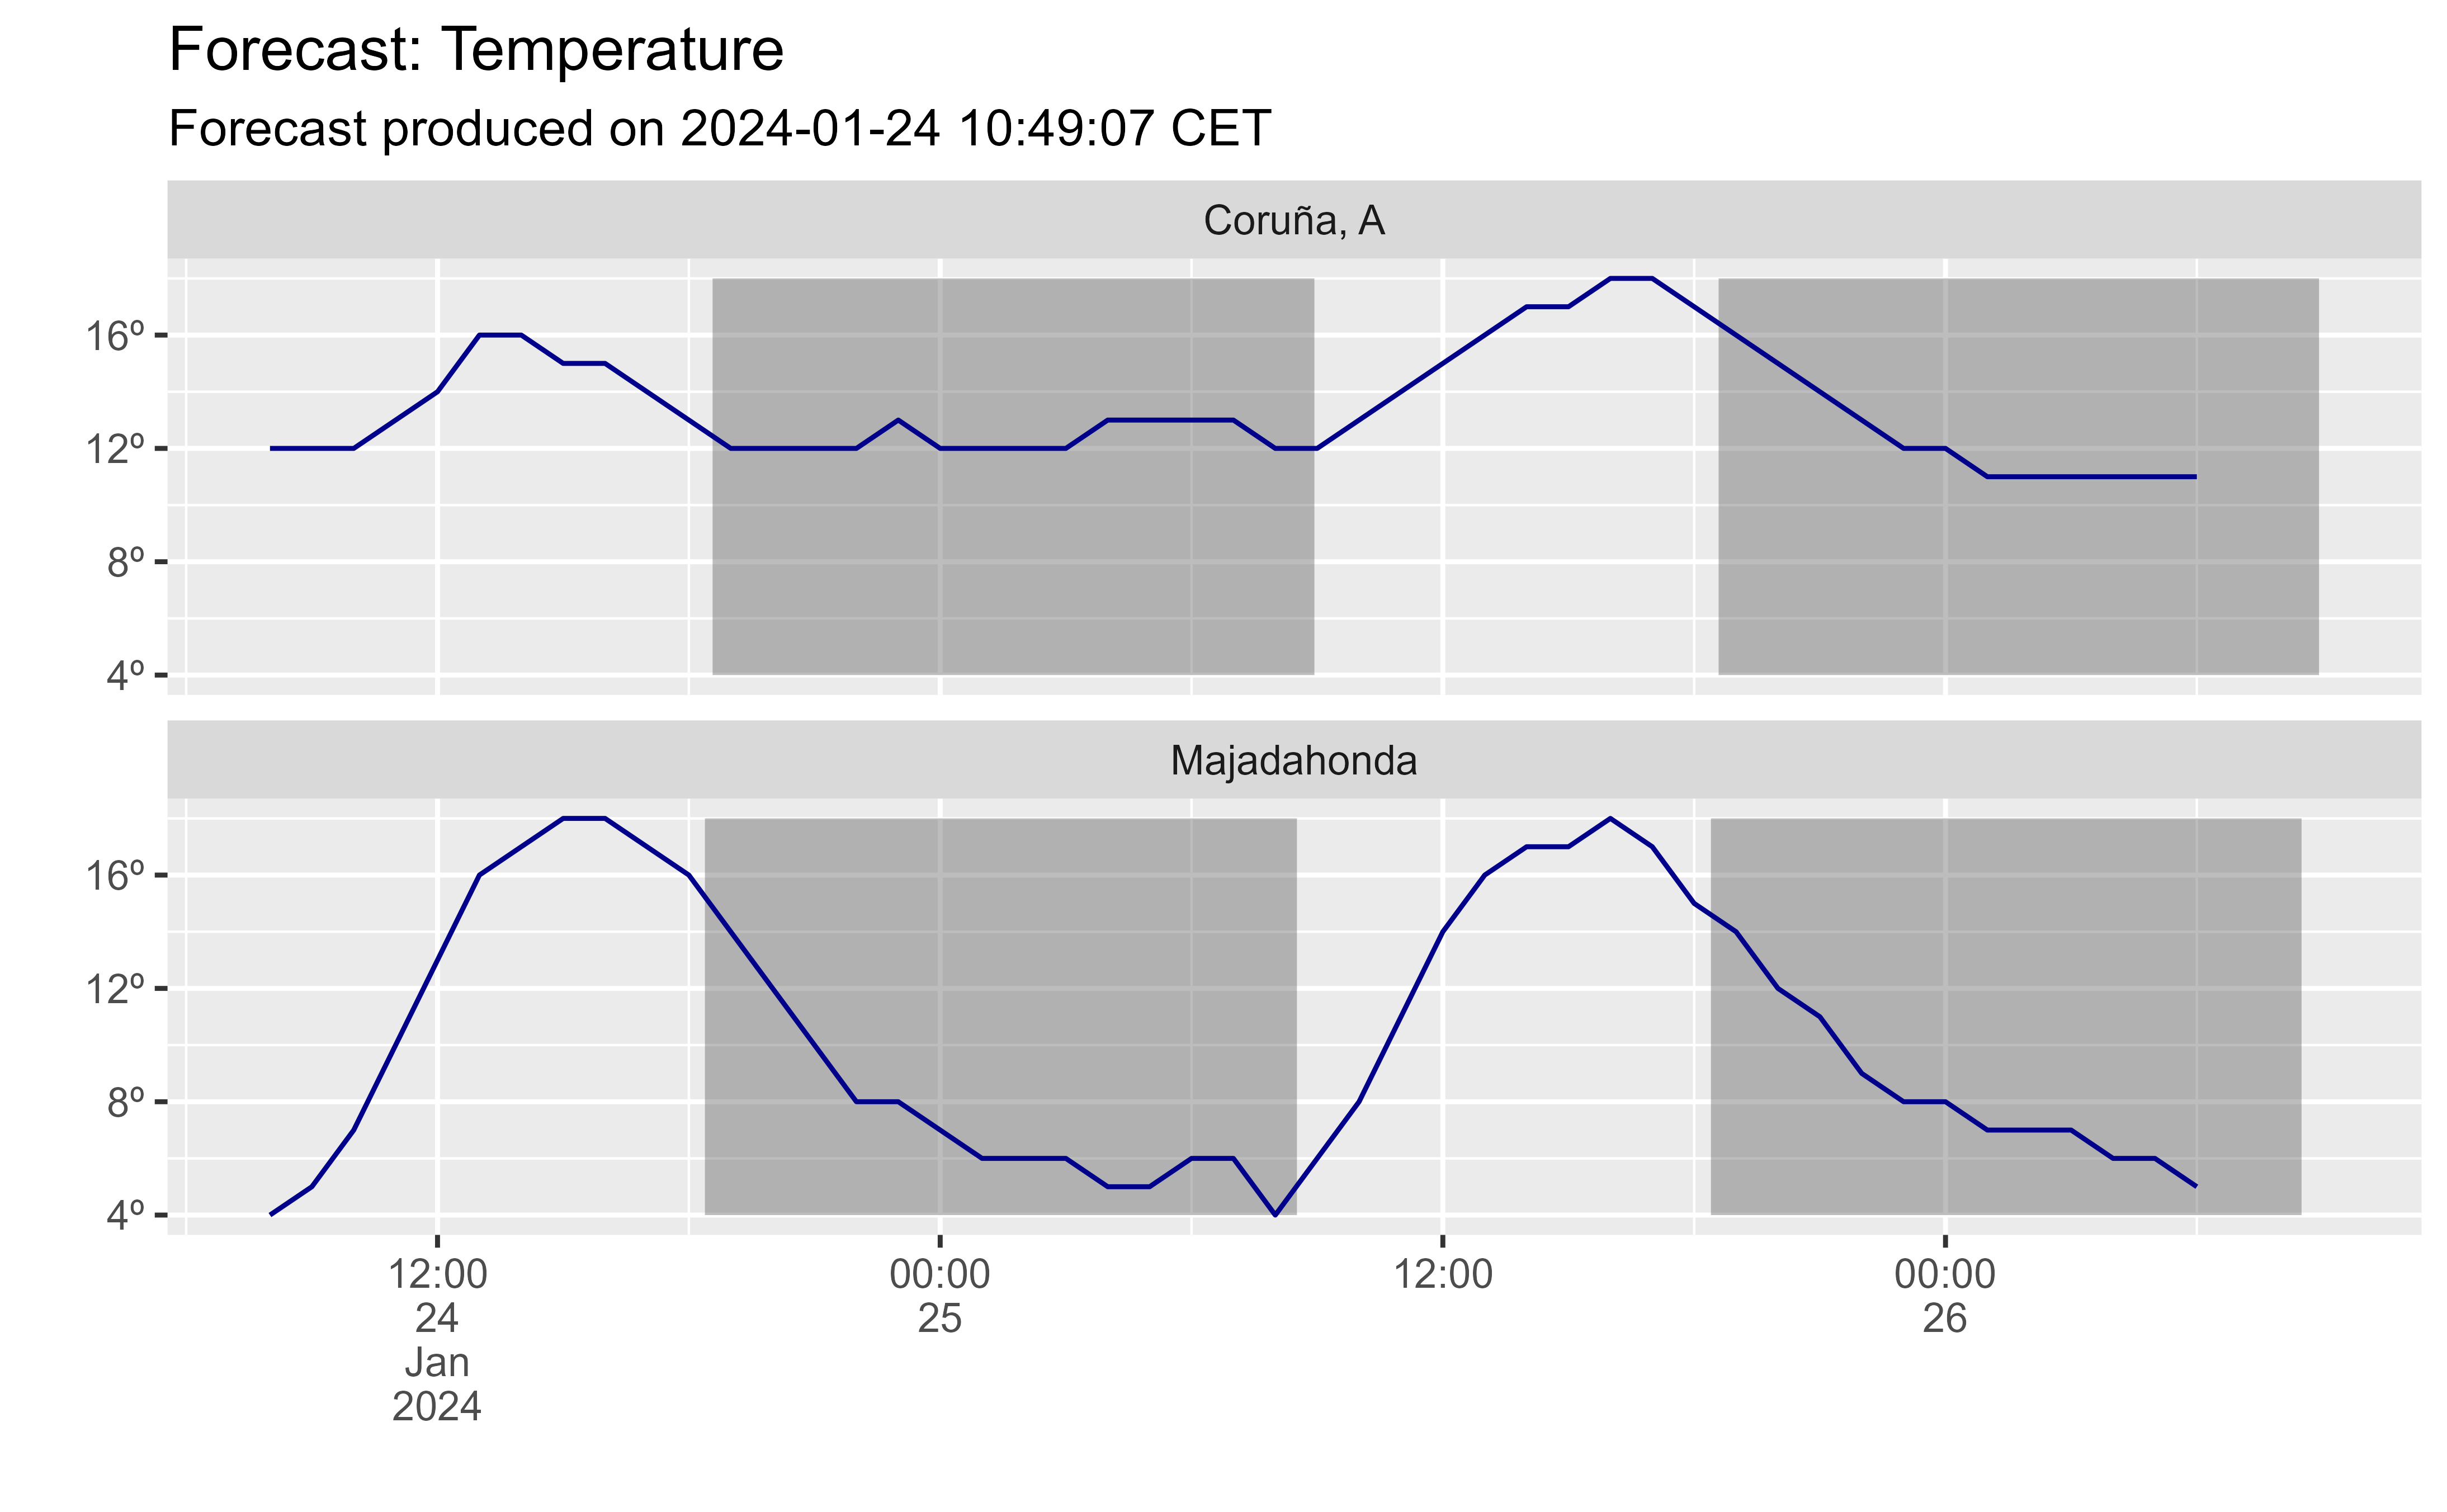 Forecast: Temperature
Forecast produced on 2024-01-24 10:49:07 CET
Coruña, A
16º
12º
8º
4º
Majadahonda
16º
12º
8º
4º
12:00 00:00 12:00 00:00
24 25 26
Jan
2024